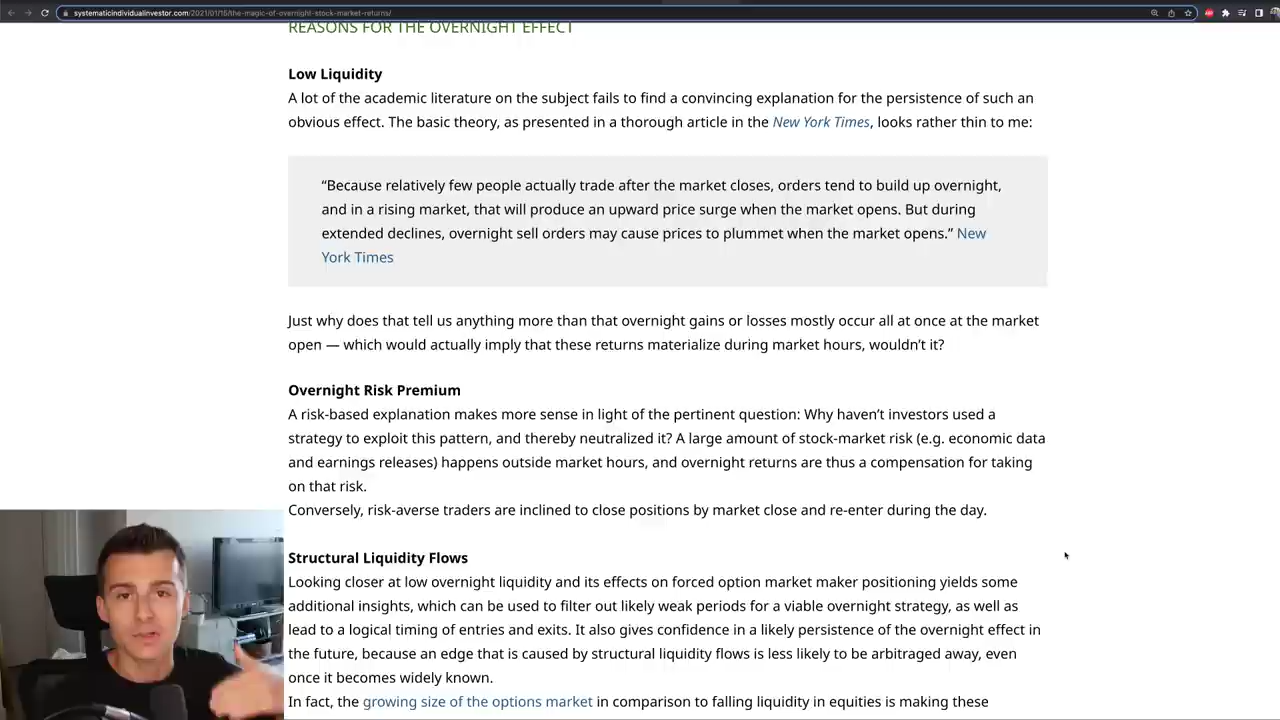 systematicindividualinvestor.com/2021/01/15/the-magic-of-overnight-stock-market-returns/
REASONS FOR THE OVERNIGHT EFFECT
Low Liquidity
A lot of the academic literature on the subject fails to find a convincing explanation for the persistence of such an
obvious effect. The basic theory, as presented in a thorough article in the New York Times, looks rather thin to me:
“Because relatively few people actually trade after the market closes, orders tend to build up overnight,
and in a rising market, that will produce an upward price surge when the market opens. But during
extended declines, overnight sell orders may cause prices to plummet when the market opens.” New
York Times
Just why does that tell us anything more than that overnight gains or losses mostly occur all at once at the market
open — which would actually imply that these returns materialize during market hours, wouldn’t it?
Overnight Risk Premium
A risk-based explanation makes more sense in light of the pertinent question: Why haven’t investors used a
strategy to exploit this pattern, and thereby neutralized it? A large amount of stock-market risk (e.g. economic data
and earnings releases) happens outside market hours, and overnight returns are thus a compensation for taking
on that risk.
Conversely, risk-averse traders are inclined to close positions by market close and re-enter during the day.
Structural Liquidity Flows
Looking closer at low overnight liquidity and its effects on forced option market maker positioning yields some
additional insights, which can be used to filter out likely weak periods for a viable overnight strategy, as well as
lead to a logical timing of entries and exits. It also gives confidence in a likely persistence of the overnight effect in
the future, because an edge that is caused by structural liquidity flows is less likely to be arbitraged away, even
once it becomes widely known.
In fact, the growing size of the options market in comparison to falling liquidity in equities is making these